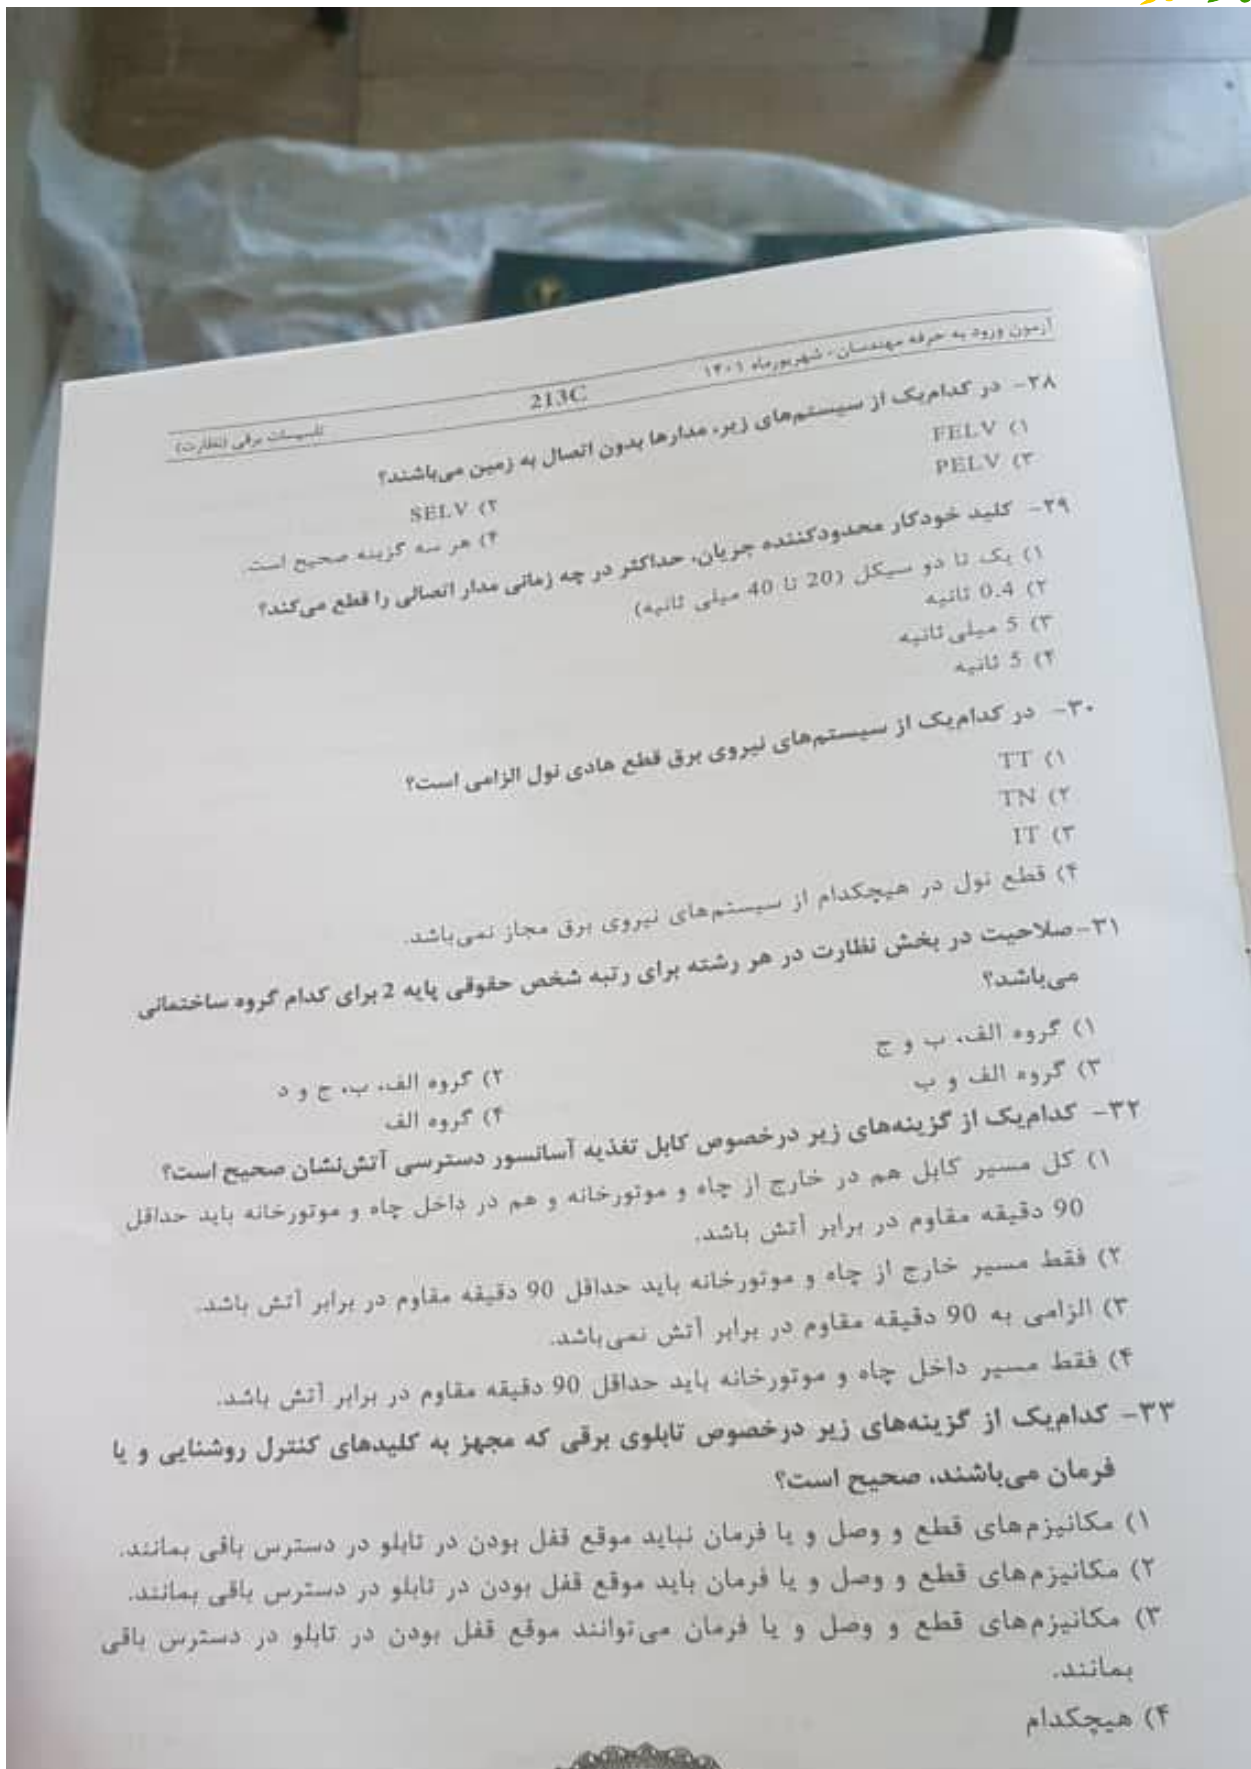 آزمون ورود به حرفه مهندسان - شهریورماه ۱۴۰۱
213C
تاسیسات برقی (نظارت)
۲۸- در کدام‌یک از سیستم‌های زیر، مدارها بدون اتصال به زمین می‌باشند؟
۱) FELV
۲) SELV
۳) PELV
۴) هر سه گزینه صحیح است.
۲۹- کلید خودکار محدودکننده جریان، حداکثر در چه زمانی مدار اتصالی را قطع می‌کند؟
۱) یک تا دو سیکل (20 تا 40 میلی ثانیه)
۲) 0.4 ثانیه
۳) 5 میلی ثانیه
۴) 5 ثانیه
۳۰- در کدام‌یک از سیستم‌های نیروی برق قطع هادی نول الزامی است؟
۱) TT
۲) TN
۳) IT
۴) قطع نول در هیچکدام از سیستم‌های نیروی برق مجاز نمی‌باشد.
۳۱- صلاحیت در بخش نظارت در هر رشته برای رتبه شخص حقوقی پایه 2 برای کدام گروه ساختمانی
می‌باشد؟
۱) گروه الف، ب و ج
۲) گروه الف، ب، ج و د
۳) گروه الف و ب
۴) گروه الف
۳۲- کدام‌یک از گزینه‌های زیر درخصوص کابل تغذیه آسانسور دسترسی آتش‌نشان صحیح است؟
۱) کل مسیر کابل هم در خارج از چاه و موتورخانه و هم در داخل چاه و موتورخانه باید حداقل
90 دقیقه مقاوم در برابر آتش باشد.
۲) فقط مسیر خارج از چاه و موتورخانه باید حداقل 90 دقیقه مقاوم در برابر آتش باشد.
۳) الزامی به 90 دقیقه مقاوم در برابر آتش نمی‌باشد.
۴) فقط مسیر داخل چاه و موتورخانه باید حداقل 90 دقیقه مقاوم در برابر آتش باشد.
۳۳- کدام‌یک از گزینه‌های زیر درخصوص تابلوی برقی که مجهز به کلیدهای کنترل روشنایی و یا
فرمان می‌باشند، صحیح است؟
۱) مکانیزم‌های قطع و وصل و یا فرمان نباید موقع قفل بودن در تابلو در دسترس باقی بمانند.
۲) مکانیزم‌های قطع و وصل و یا فرمان باید موقع قفل بودن در تابلو در دسترس باقی بمانند.
۳) مکانیزم‌های قطع و وصل و یا فرمان می‌توانند موقع قفل بودن در تابلو در دسترس باقی
بمانند.
۴) هیچکدام